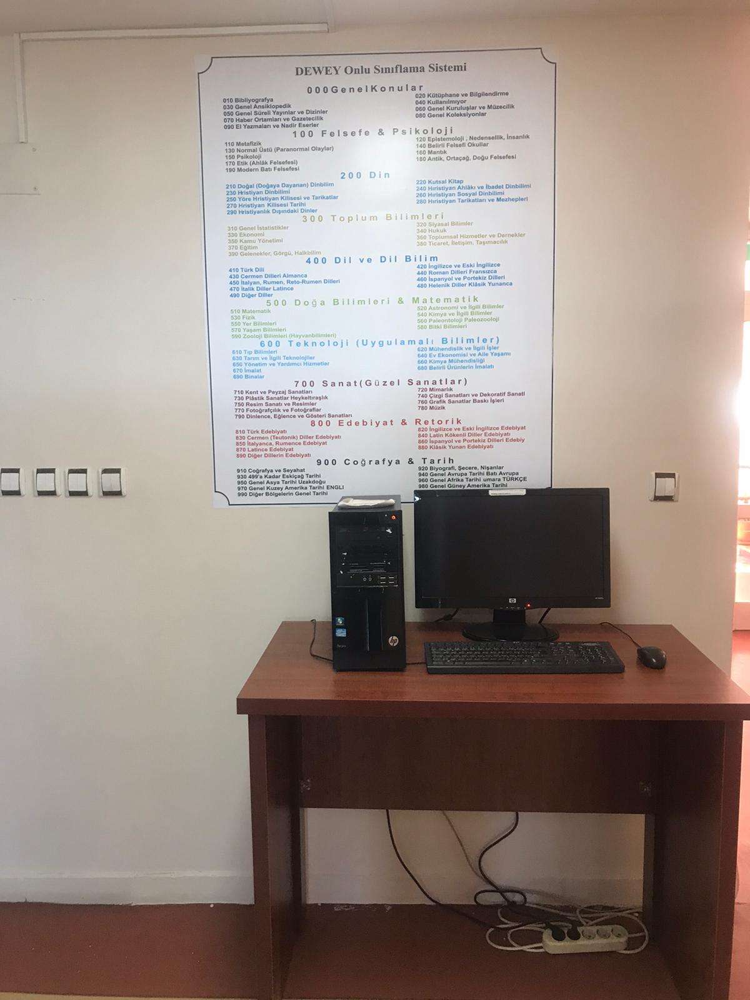 DEWEY Onlu Sınıflama Sistemi
000GenelKonular
010 Bibliyografya
030 Genel Ansiklopedik
050 Genel Süreli Yayınlar ve Dizinler
070 Haber Ortamları ve Gazetecilik
090 El Yazmaları ve Nadir Eserler
020 Kütüphane ve Bilgilendirme
040 Kullanılmıyor
060 Genel Kuruluşlar ve Müzecilik
080 Genel Koleksiyonlar
100 Felsefe & Psikoloji
110 Metafizik
130 Normal Üstü (Paranormal Olaylar)
150 Psikoloji
170 Etik (Ahlâk Felsefesi)
190 Modern Batı Felsefesi
120 Epistemoloji , Nedensellik, İnsanlık
140 Belirli Felsefi Okullar
160 Mantık
180 Antik, Ortaçağ, Doğu Felsefesi
200 Din
210 Doğal (Doğaya Dayanan) Dinbilim
230 Hristiyan Dinbilimi
250 Yöre Hristiyan Kilisesi ve Tarikatlar
270 Hristiyan Kilisesi Tarihi
290 Hristiyanlık Dışındaki Dinler
220 Kutsal Kitap
240 Hıristiyan Ahlâkı ve İbadet Dinbilimi
260 Hıristiyan Sosyal Dinbilimi
280 Hıristiyan Tarikatları ve Mezhepleri
300 Toplum Bilimleri
310 Genel İstatistikler
330 Ekonomi
350 Kamu Yönetimi
370 Eğitim
390 Gelenekler, Görgü, Halkbilim
320 Siyasal Bilimler
340 Hukuk
360 Toplumsal Hizmetler ve Dernekler
380 Ticaret, İletişim, Taşımacılık
400 Dil ve Dil Bilim
410 Türk Dili
430 Cermen Dilleri Almanca
450 İtalyan, Rumen, Reto-Rumen Dilleri
470 İtalik Diller Latince
490 Diğer Diller
420 İngilizce ve Eski İngilizce
440 Roman Dilleri Fransızca
460 İspanyol ve Portekiz Dilleri
480 Helenik Diller Klâsik Yunanca
500 Doğa Bilimleri & Matematik
510 Matematik
530 Fizik
550 Yer Bilimleri
570 Yaşam Bilimleri
590 Zooloji Bilimleri (Hayvanbilimleri)
520 Astronomi ve İlgili Bilimler
540 Kimya ve İlgili Bilimler
560 Paleontoloji Paleozooloji
580 Bitki Bilimleri
600 Teknoloji (Uygulamalı Bilimler)
610 Tıp Bilimleri
630 Tarım ve İlgili Teknolojiler
650 Yönetim ve Yardımcı Hizmetler
670 İmalat
690 Binalar
620 Mühendislik ve İlgili İşler
640 Ev Ekonomisi ve Aile Yaşamı
660 Kimya Mühendisliği
680 Belirli Ürünlerin İmalatı
700 Sanat(Güzel Sanatlar)
710 Kent ve Peyzaj Sanatları
730 Plâstik Sanatlar Heykeltıraşlık
750 Resim Sanatı ve Resimler
770 Fotoğrafçılık ve Fotoğraflar
790 Dinlence, Eğlence ve Gösteri Sanatları
720 Mimarlık
740 Çizgi Sanatları ve Dekoratif Sanatl
760 Grafik Sanatlar Baskı İşleri
780 Müzik
800 Edebiyat & Retorik
810 Türk Edebiyatı
830 Cermen (Teutonik) Diller Edebiyatı
850 İtalyanca, Rumence Edebiyat
870 Latince Edebiyat
890 Diğer Dillerin Edebiyatı
820 İngilizce ve Eski İngilizce Edebiyat
840 Latin Kökenli Diller Edebiyatı
860 İspanyol ve Portekiz Dilleri Edebiy
880 Klâsik Yunan Edebiyatı
900 Coğrafya & Tarih
910 Coğrafya ve Seyahat
930 499'a Kadar Eskiçağ Tarihi
950 Genel Asya Tarihi Uzakdoğu
970 Genel Kuzey Amerika Tarihi ENGLI
990 Diğer Bölgelerin Genel Tarihi
920 Biyografi, Şecere, Nişanlar
940 Genel Avrupa Tarihi Batı Avrupa
960 Genel Afrika Tarihi umara TÜRKÇE
980 Genel Güney Amerika Tarihi
hp
hp